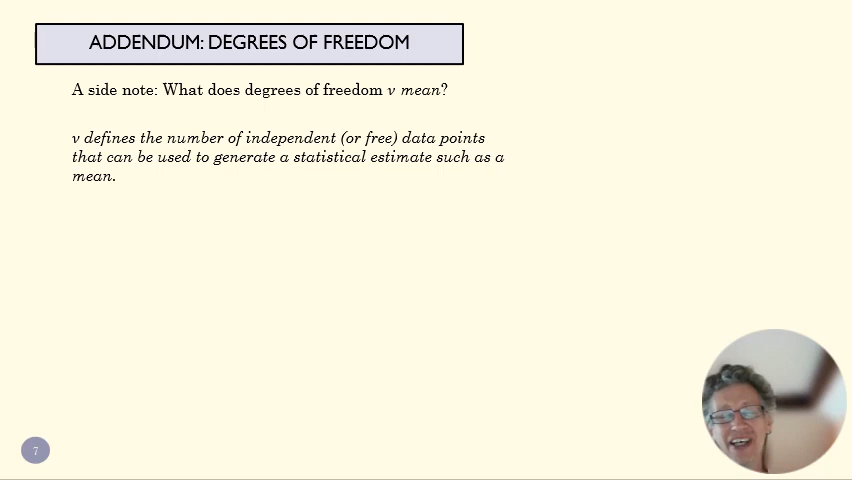 ADDENDUM: DEGREES OF FREEDOM
A side note: What does degrees of freedom ν mean?
ν defines the number of independent (or free) data points
that can be used to generate a statistical estimate such as a
mean.
7